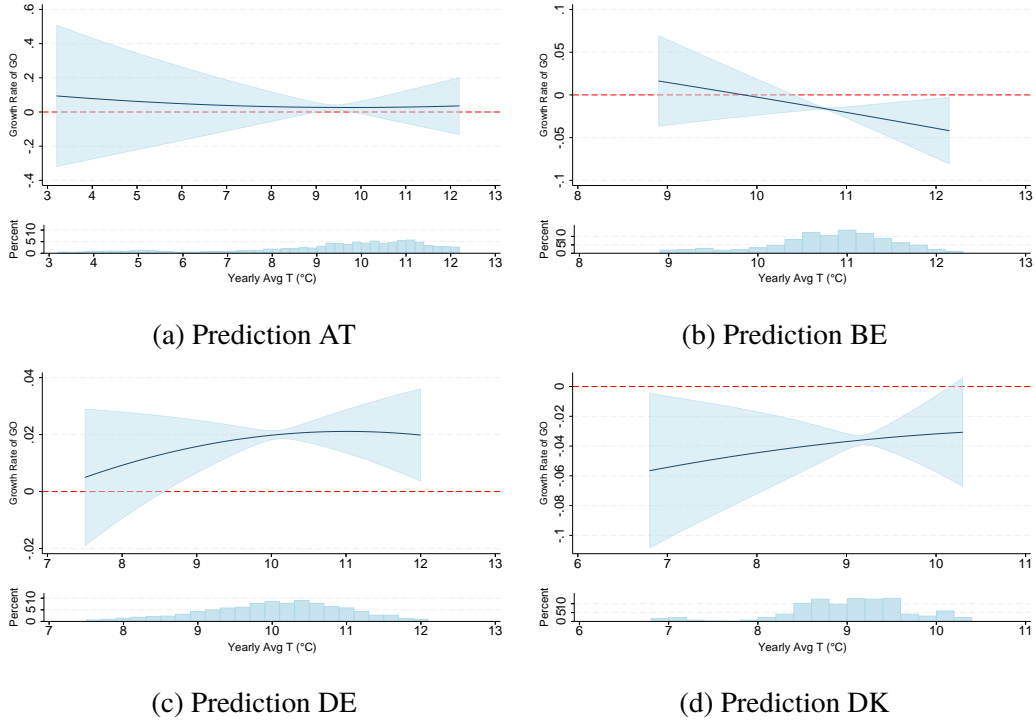 Growth Rate of GO
.6
.4
.2
0
-.2
-.4
3 4 5 6 7 8 9 10 11 12 13
Percent
0 5 10
3 4 5 6 7 8 9 10 11 12 13
Yearly Avg T (°C)
(a) Prediction AT
Growth Rate of GO
.1
.05
0
-.05
-.1
8 9 10 11 12 13
Percent
0 5 10
8 9 10 11 12 13
Yearly Avg T (°C)
(b) Prediction BE
Growth Rate of GO
.04
.02
0
-.02
7 8 9 10 11 12 13
Percent
0 5 10
7 8 9 10 11 12 13
Yearly Avg T (°C)
(c) Prediction DE
Growth Rate of GO
0
-.02
-.04
-.06
-.08
-.1
6 7 8 9 10 11
Percent
0 5 10
6 7 8 9 10 11
Yearly Avg T (°C)
(d) Prediction DK